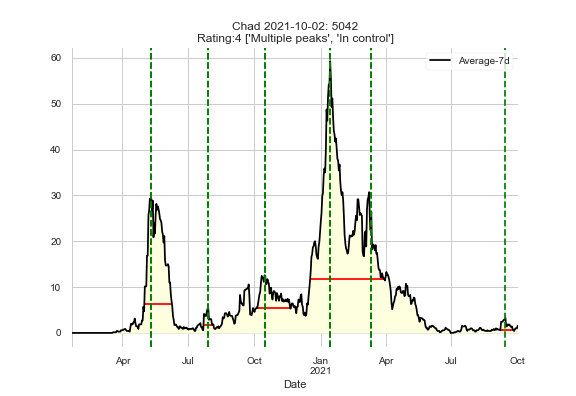 Chad 2021-10-02: 5042
Rating:4 ['Multiple peaks', 'In control']
Average-7d
60
50
40
30
20
10
0
Apr
Jul
Oct
Jan
2021
Apr
Jul
Oct
Date